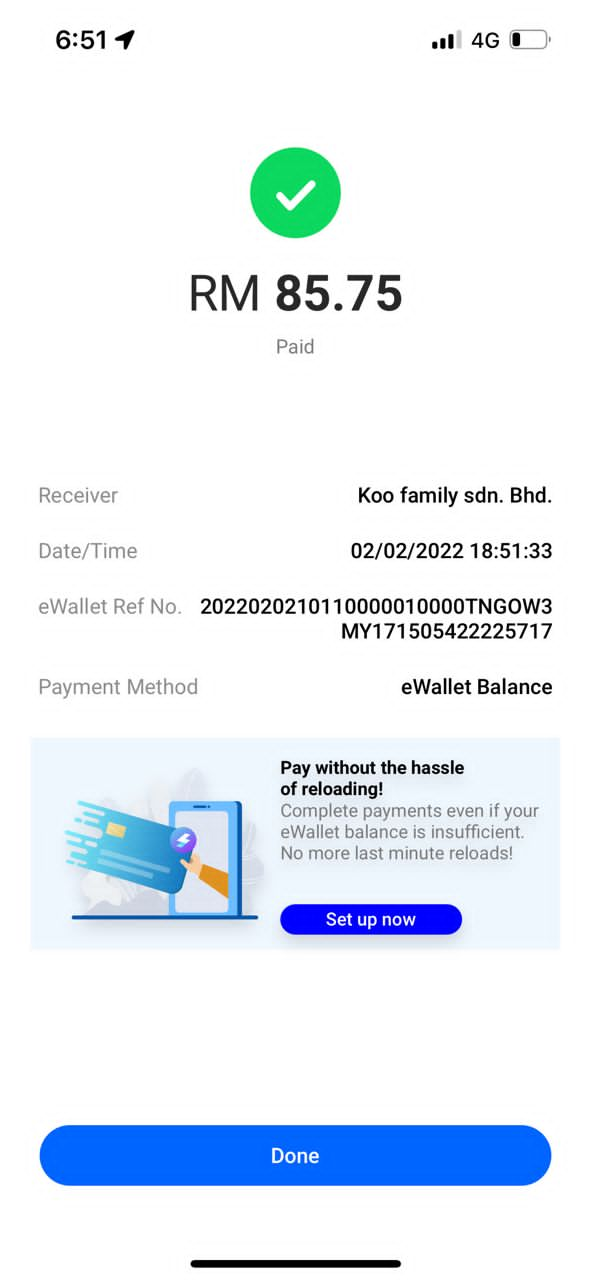 6:51
4G
RM 85.75
Paid
Receiver Koo family sdn. Bhd.
Date/Time 02/02/2022 18:51:33
eWallet Ref No. 20220202101100000010000TNGOW3
MY171505422225717
Payment Method eWallet Balance
Pay without the hassle
of reloading!
Complete payments even if your
eWallet balance is insufficient.
No more last minute reloads!
Set up now
Done